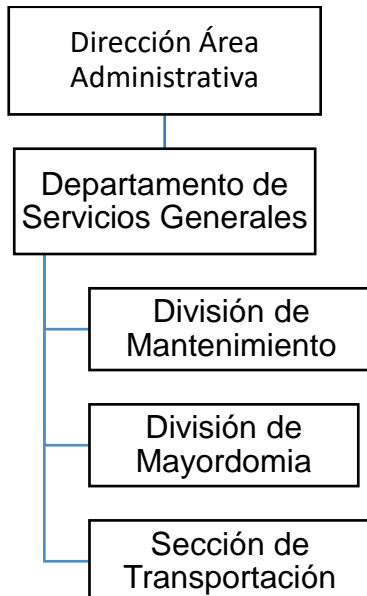 Dirección Área
Administrativa
Departamento de
Servicios Generales
División de
Mantenimiento
División de
Mayordomia
Sección de
Transportación